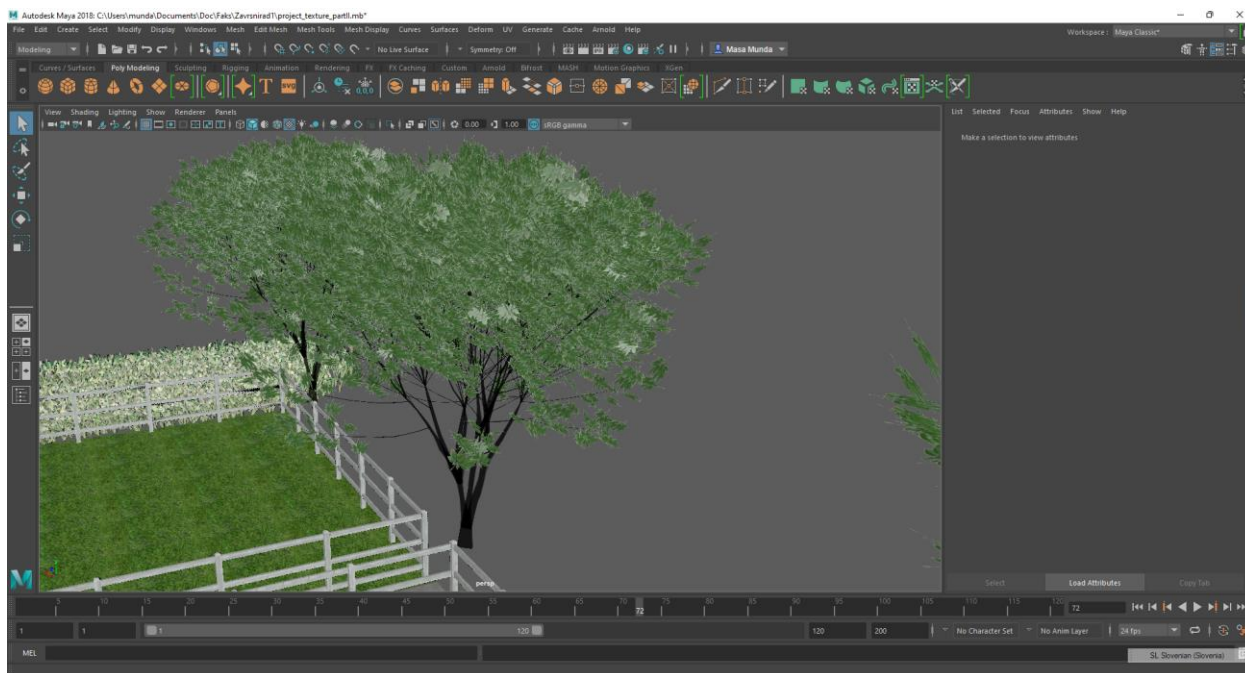 Autodesk Maya 2018: C:\Users\munda\Documents\Doc\Faks\Zavrsnirad1\project_texture_partII.mb*
File Edit Create Select Modify Display Windows Mesh Edit Mesh Mesh Tools Mesh Display Curves Surfaces Deform UV Generate Cache Arnold Help
Workspace : Maya Classic*
Modeling No Live Surface Symmetry: Off Masa Munda
Curves / Surfaces Poly Modeling Sculpting Rigging Animation Rendering FX FX Caching Custom Arnold Bifrost MASH Motion Graphics XGen
T SVG
View Shading Lighting Show Renderer Panels
List Selected Focus Attributes Show Help
0.00 1.00 sRGB gamma
Make a selection to view attributes
persp
Select Load Attributes Copy Tab
5 10 15 20 25 30 35 40 45 50 55 60 65 70 72 75 80 85 90 95 100 105 110 115 120 72
1 1 1 120 120 200 No Character Set No Anim Layer 24 fps
MEL
SL Slovenian (Slovenia)